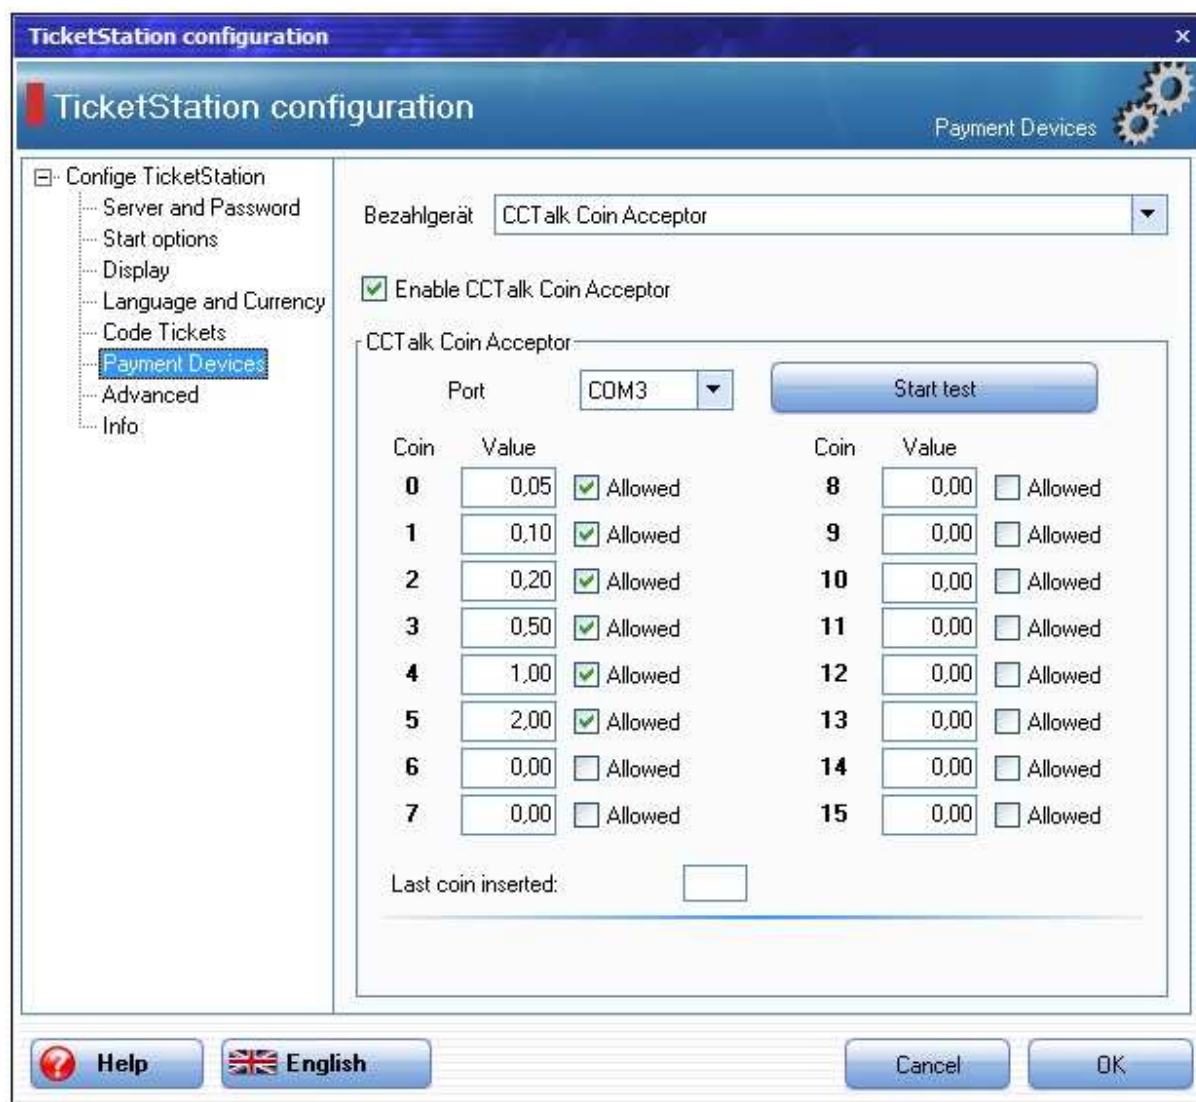 TicketStation configuration
TicketStation configuration
Payment Devices
Confige TicketStation
Server and Password
Start options
Display
Language and Currency
Code Tickets
Payment Devices
Advanced
Info
Bezahlgerät CCTalk Coin Acceptor
Enable CCTalk Coin Acceptor
CCTalk Coin Acceptor
Port COM3 Start test
Coin Value Coin Value
0 0,05 Allowed 8 0,00 Allowed
1 0,10 Allowed 9 0,00 Allowed
2 0,20 Allowed 10 0,00 Allowed
3 0,50 Allowed 11 0,00 Allowed
4 1,00 Allowed 12 0,00 Allowed
5 2,00 Allowed 13 0,00 Allowed
6 0,00 Allowed 14 0,00 Allowed
7 0,00 Allowed 15 0,00 Allowed
Last coin inserted:
Help English Cancel OK